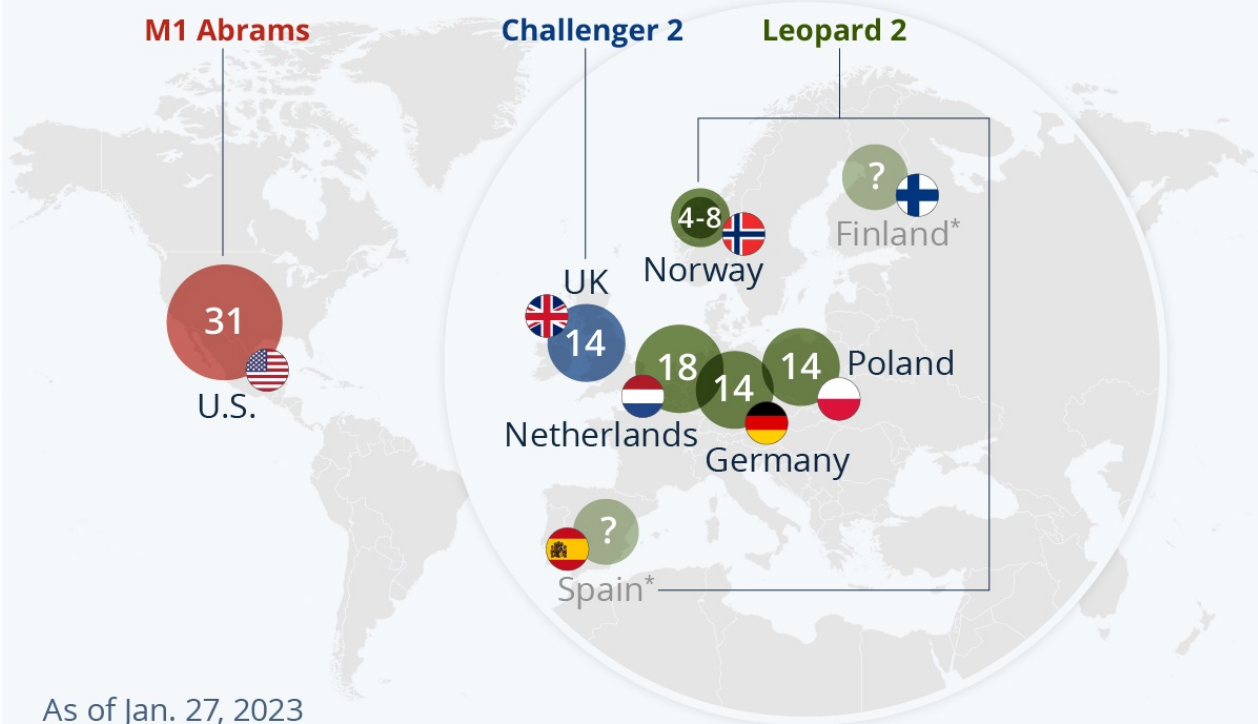 M1 Abrams
Challenger 2
Leopard 2
?
Finland*
4-8
Norway
UK
31
14
18
14
14
Poland
U.S.
Netherlands
Germany
?
Spain*
As of Jan. 27, 2023